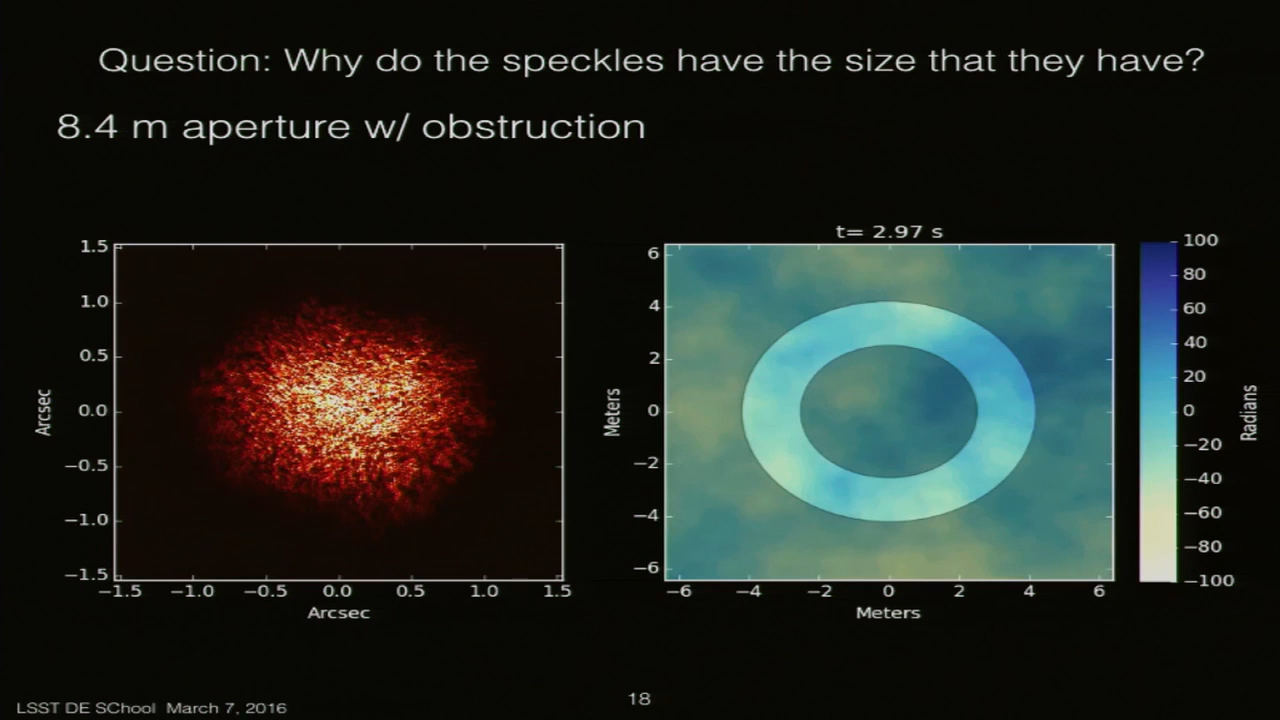 Question: Why do the speckles have the size that they have?
8.4 m aperture w/ obstruction
t= 2.97 s
1.5
1.0
0.5
0.0
−0.5
−1.0
−1.5
Arcsec
−1.5 −1.0 −0.5 0.0 0.5 1.0 1.5
Arcsec
6
4
2
0
−2
−4
−6
Meters
−6 −4 −2 0 2 4 6
Meters
100
80
60
40
20
0
−20
−40
−60
−80
−100
Radians
18
LSST DE SChool March 7, 2016